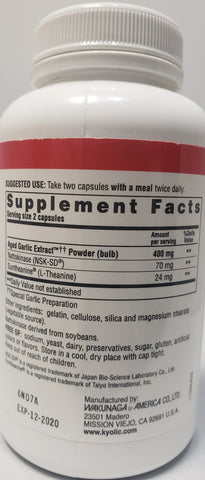 SUGGESTED USE: Take two capsules with a meal twice daily.
Supplement Facts
Serving size 2 capsules
Amount per serving
%Daily Value
Aged Garlic Extract™†† Powder (bulb) 400 mg **
Nattokinase (NSK-SD®) 70 mg **
Suntheanine® (L-Theanine) 24 mg **
**Daily Value not established
††Special Garlic Preparation
Other ingredients: gelatin, cellulose, silica and magnesium stearate
(vegetable source).
Nattokinase derived from soybeans.
FREE OF: sodium, yeast, dairy, preservatives, sugar, gluten, artificial
colors or flavors. Store in a cool, dry place with cap tight.
Keep out of reach of children.
is a registered trademark of Japan Bio-Science Laboratory Co., Ltd.
is a registered trademark of Taiyo International, Inc.
6N07A
EXP-12-2020
Manufactured by:
WAKUNAGA OF AMERICA CO., LTD.
23501 Madero
MISSION VIEJO, CA 92691 U.S.A.
www.kyolic.com